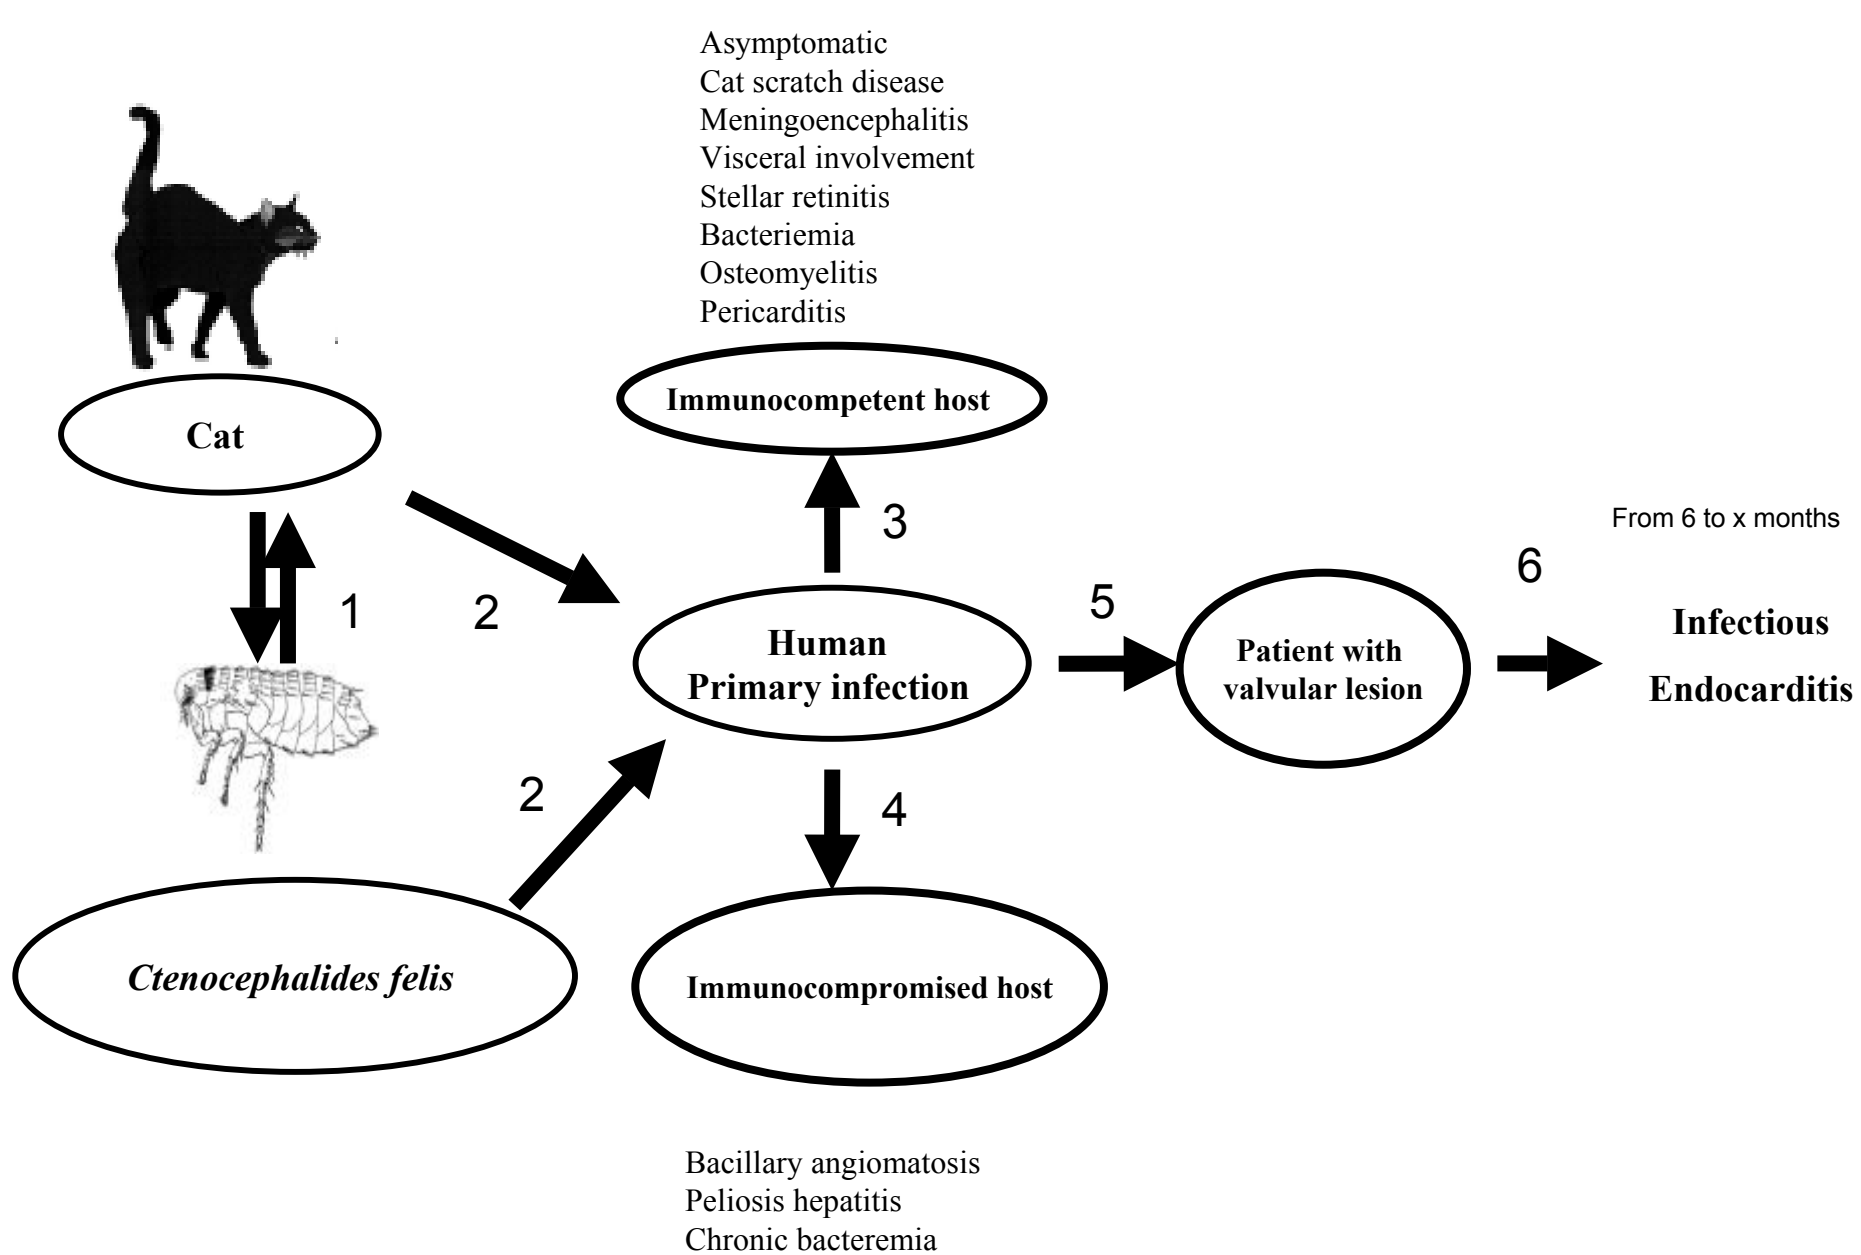 Asymptomatic
Cat scratch disease
Meningoencephalitis
Visceral involvement
Stellar retinitis
Bacteriemia
Osteomyelitis
Pericarditis
Immunocompetent host
Cat
3
From 6 to x months
6
1
2
5
Human
Primary infection
Patient with
valvular lesion
Infectious
Endocarditis
2
4
Ctenocephalides felis
Immunocompromised host
Bacillary angiomatosis
Peliosis hepatitis
Chronic bacteremia